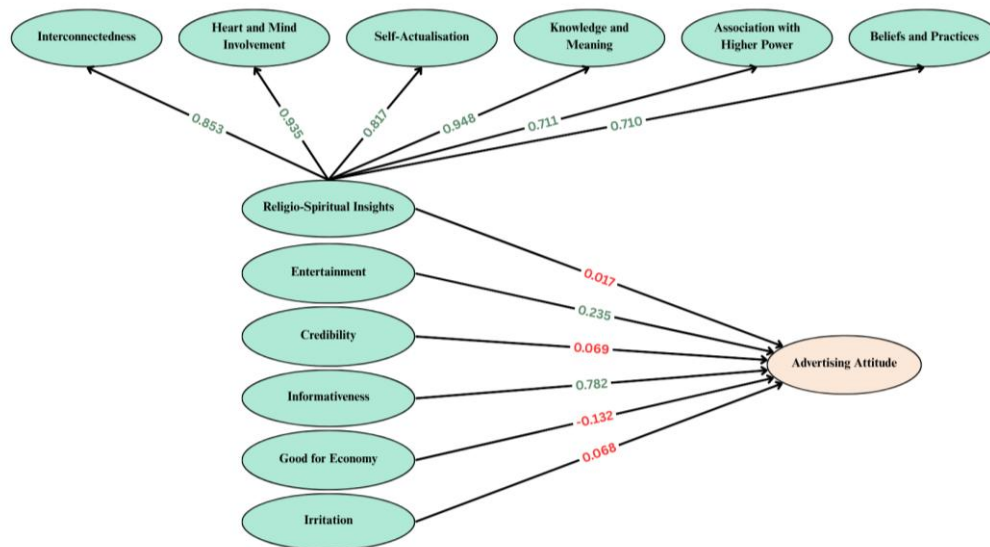 Interconnectedness
Heart and Mind
Involvement
Self-Actualisation
Knowledge and
Meaning
Association with
Higher Power
Beliefs and Practices
0.853
0.935
0.817
0.948
0.711
0.710
Religio-Spiritual Insights
Entertainment
Credibility
Informativeness
Good for Economy
Irritation
0.017
0.235
0.069
0.782
-0.132
0.068
Advertising Attitude